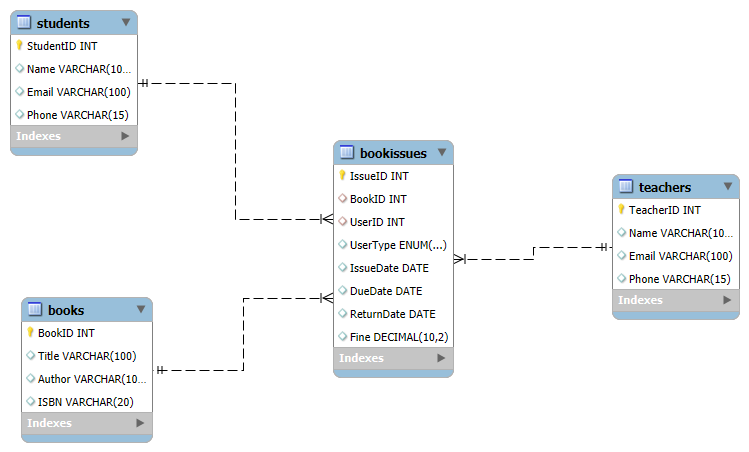 students
StudentID INT
Name VARCHAR(10...
Email VARCHAR(100)
Phone VARCHAR(15)
Indexes
bookissues
IssueID INT
BookID INT
UserID INT
UserType ENUM(...)
IssueDate DATE
DueDate DATE
ReturnDate DATE
Fine DECIMAL(10,2)
Indexes
teachers
TeacherID INT
Name VARCHAR(10...
Email VARCHAR(100)
Phone VARCHAR(15)
Indexes
books
BookID INT
Title VARCHAR(100)
Author VARCHAR(10...
ISBN VARCHAR(20)
Indexes